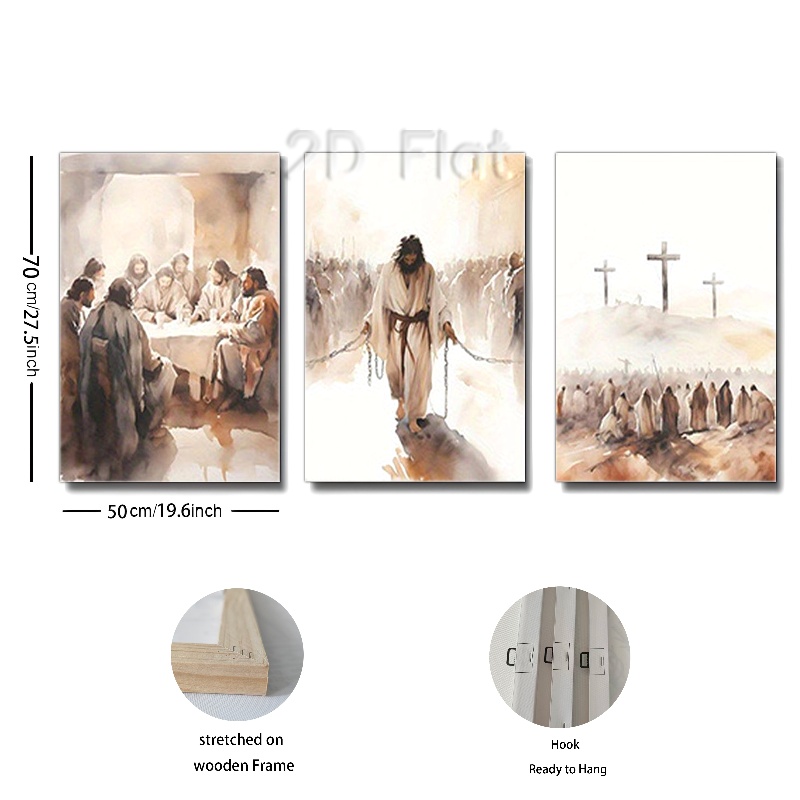 2D Flat
70 cm/27.5inch
50cm/19.6inch
stretched on
wooden Frame
Hook
Ready to Hang